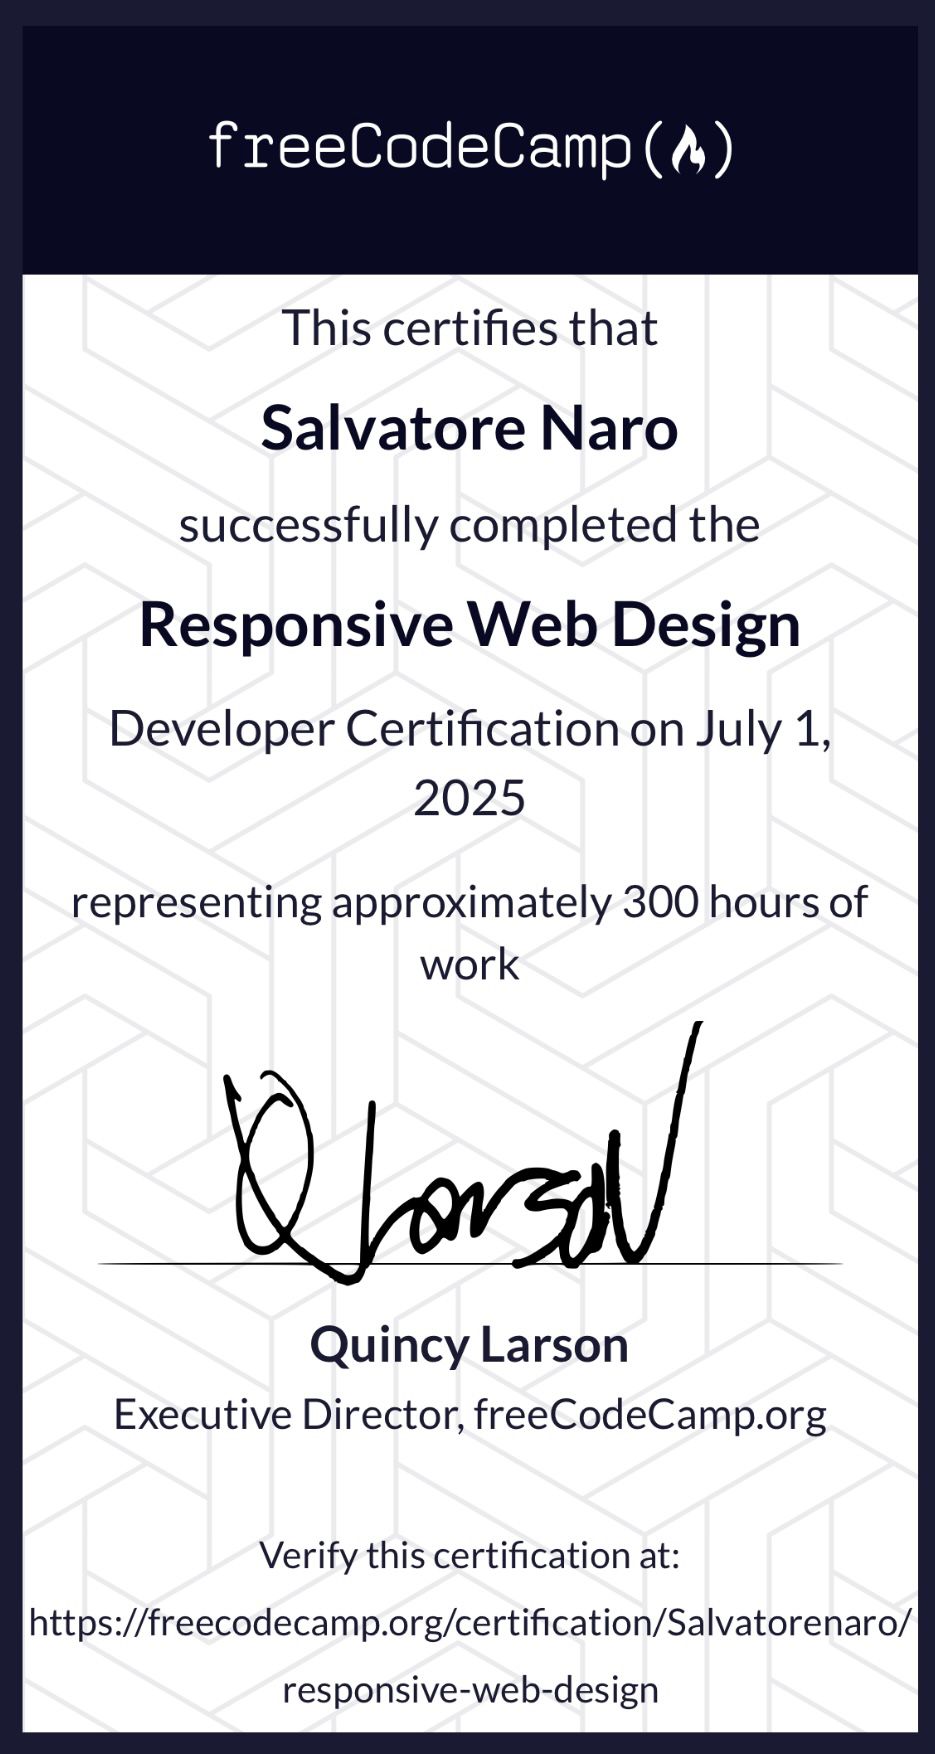 freeCodeCamp(🔥)
This certifies that
Salvatore Naro
successfully completed the
Responsive Web Design
Developer Certification on July 1,
2025
representing approximately 300 hours of
work
Q Larson
Quincy Larson
Executive Director, freeCodeCamp.org
Verify this certification at:
https://freecodecamp.org/certification/Salvatorenaro/
responsive-web-design